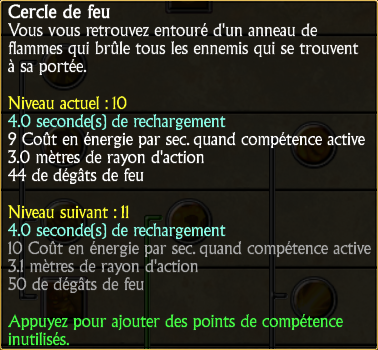 Cercle de feu
Vous vous retrouvez entouré d'un anneau de
flammes qui brûle tous les ennemis qui se trouvent
à sa portée.
Niveau actuel : 10
4.0 seconde(s) de rechargement
9 Coût en énergie par sec. quand compétence active
3.0 mètres de rayon d'action
44 de dégâts de feu
Niveau suivant : 11
4.0 seconde(s) de rechargement
10 Coût en énergie par sec. quand compétence active
3.1 mètres de rayon d'action
50 de dégâts de feu
Appuyez pour ajouter des points de compétence
inutilisés.